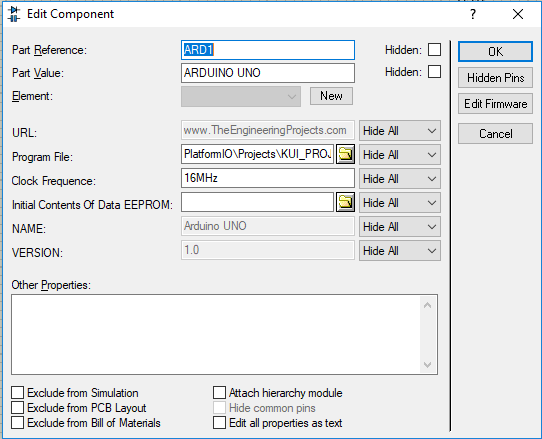 Edit Component ? ×
Part Reference: ARD1 Hidden: OK
Part Value: ARDUINO UNO Hidden: Hidden Pins
Element: New Edit Firmware
URL: www.TheEngineeringProjects.com Hide All Cancel
Program File: PlatformIO\Projects\KUI_PROJ Hide All
Clock Frequence: 16MHz Hide All
Initial Contents Of Data EEPROM: Hide All
NAME: Arduino UNO Hide All
VERSION: 1.0 Hide All
Other Properties:
Exclude from Simulation Attach hierarchy module
Exclude from PCB Layout Hide common pins
Exclude from Bill of Materials Edit all properties as text